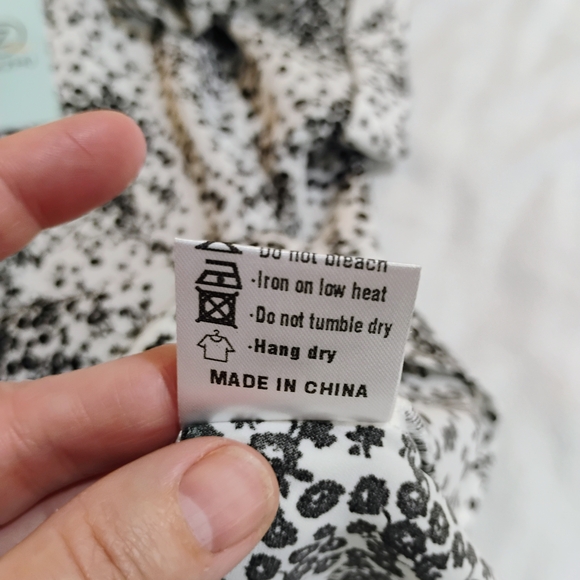 Do not bleach
·Iron on low heat
·Do not tumble dry
·Hang dry
MADE IN CHINA